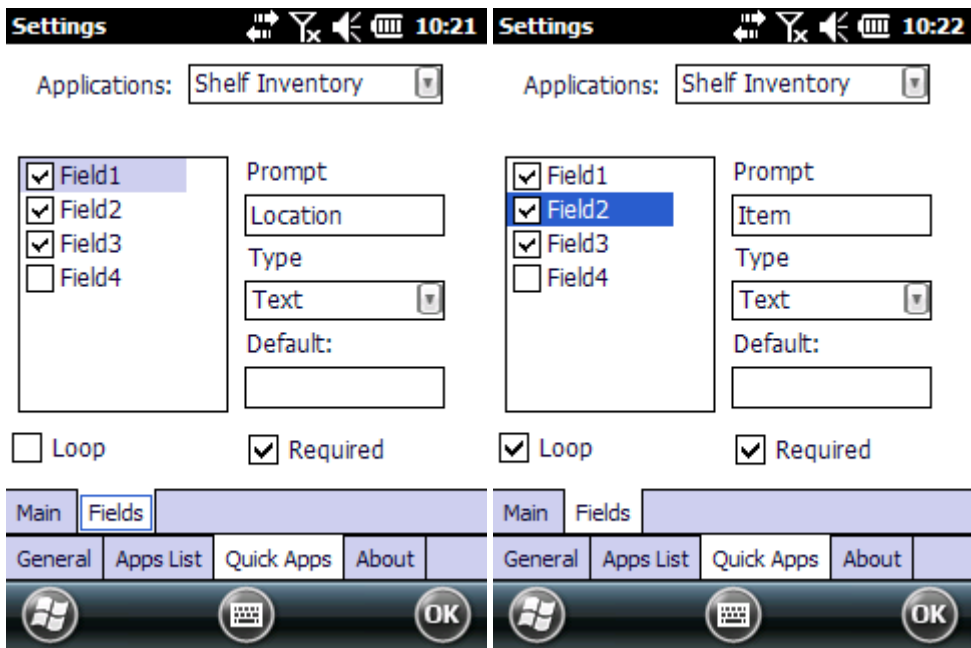 Settings 10:21
Applications: Shelf Inventory
Field1
Field2
Field3
Field4
Prompt
Location
Type
Text
Default:
Loop Required
Main Fields
General Apps List Quick Apps About
OK
Settings 10:22
Applications: Shelf Inventory
Field1
Field2
Field3
Field4
Prompt
Item
Type
Text
Default:
Loop Required
Main Fields
General Apps List Quick Apps About
OK